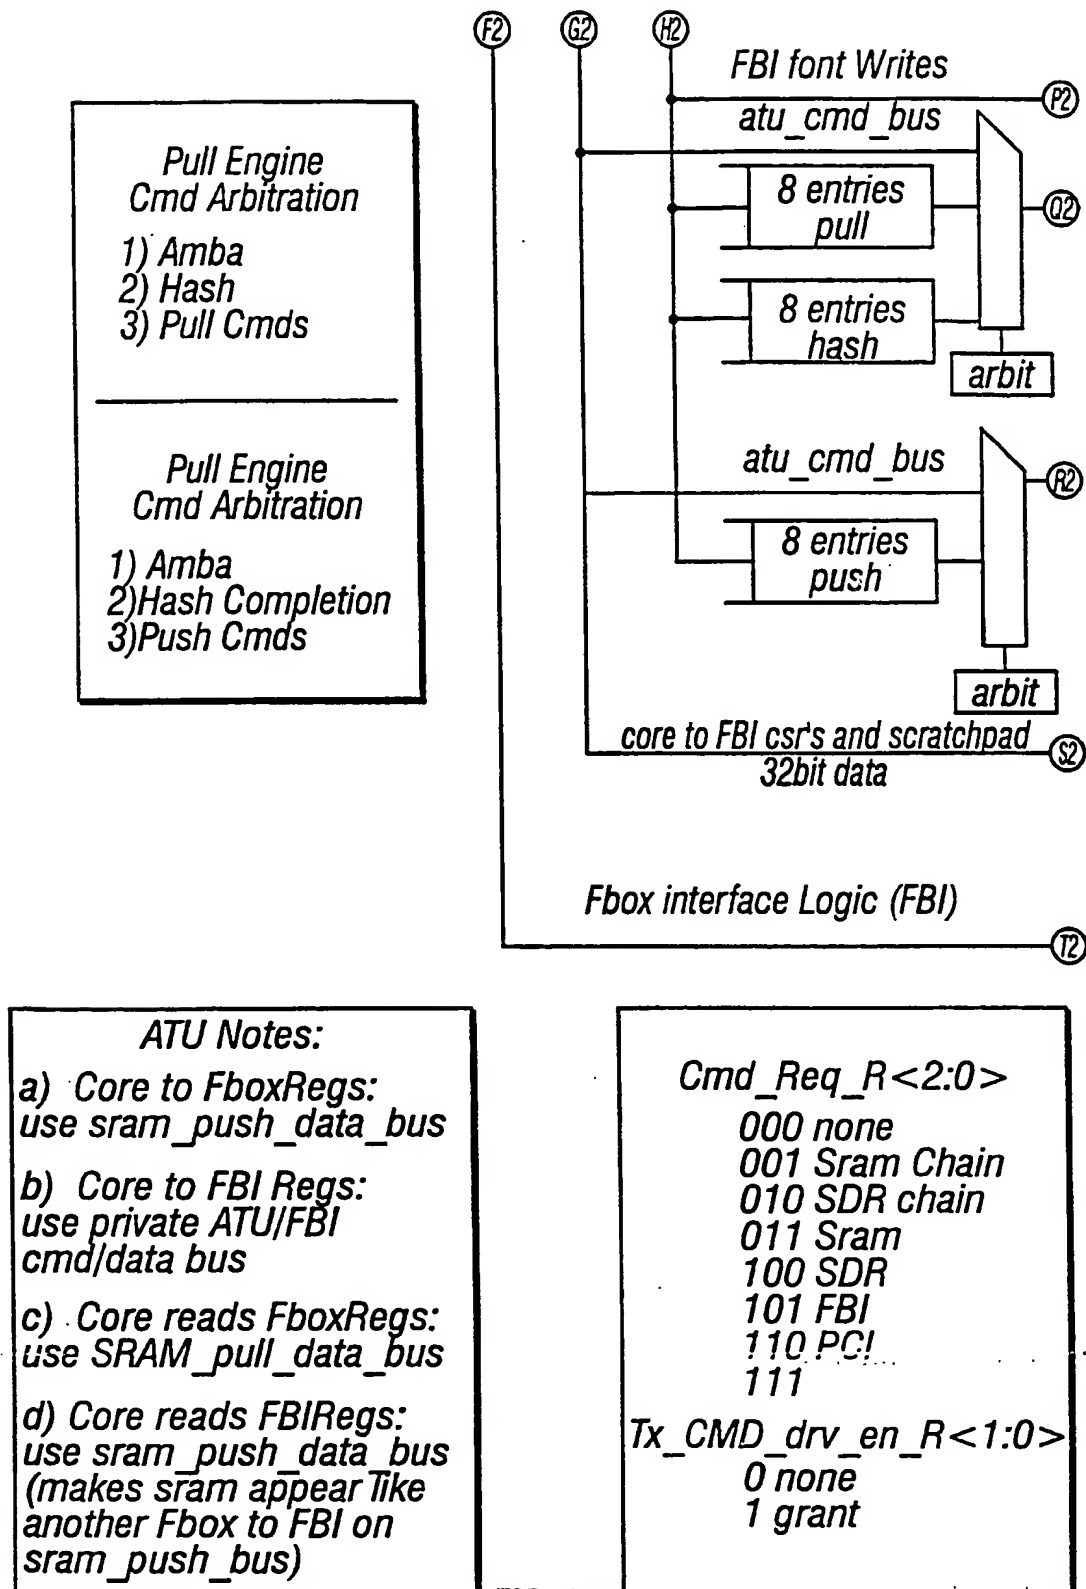 F2 G2 H2
FBI font Writes
P2
atu_cmd_bus
8 entries
pull
Q2
8 entries
hash
arbit
atu_cmd_bus
R2
8 entries
push
arbit
core to FBI csr's and scratchpad
32bit data
S2
Fbox interface Logic (FBI)
T2
Pull Engine
Cmd Arbitration
1) Amba
2) Hash
3) Pull Cmds
Pull Engine
Cmd Arbitration
1) Amba
2)Hash Completion
3)Push Cmds
ATU Notes:
a) Core to FboxRegs:
use sram_push_data_bus
b) Core to FBI Regs:
use private ATU/FBI
cmd/data bus
c) Core reads FboxRegs:
use SRAM_pull_data_bus
d) Core reads FBIRegs:
use sram_push_data_bus
(makes sram appear like
another Fbox to FBI on
sram_push_bus)
Cmd_Req_R<2:0>
000 none
001 Sram Chain
010 SDR chain
011 Sram
100 SDR
101 FBI
110 PCI
111
Tx_CMD_drv_en_R<1:0>
0 none
1 grant